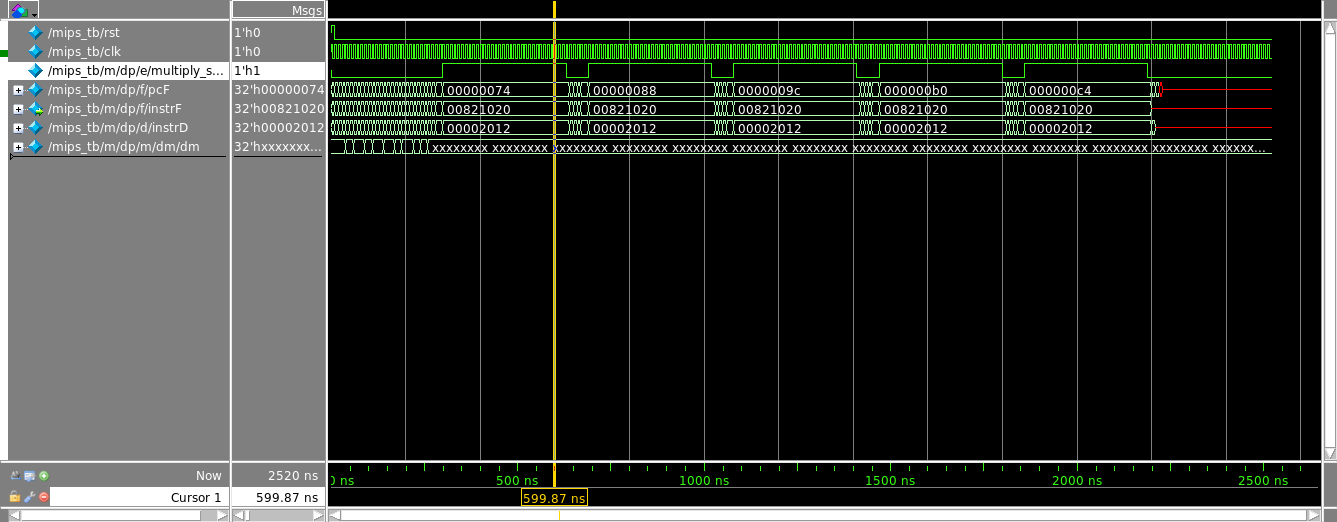 Msgs
/mips_tb/rst 1'h0
/mips_tb/clk 1'h0
/mips_tb/m/dp/e/multiply_s... 1'h1
/mips_tb/m/dp/f/pcF 32'h00000074 00000074 00000088 0000009c 000000b0 000000c4
/mips_tb/m/dp/f/instrF 32'h00821020 00821020 00821020 00821020 00821020 00821020
/mips_tb/m/dp/d/instrD 32'h00002012 00002012 00002012 00002012 00002012 00002012
/mips_tb/m/dp/m/dm/dm 32'hxxxxxxx... xxxxxxxx xxxxxxxx xxxxxxxx xxxxxxxx xxxxxxxx xxxxxxxx xxxxxxxx xxxxxxxx xxxxxxxx xxxxxxxx xxxxxxxx xxxxxxxx xxxxxxxx xxxxxx...
Now 2520 ns 0 ns 500 ns 1000 ns 1500 ns 2000 ns 2500 ns
Cursor 1 599.87 ns 599.87 ns